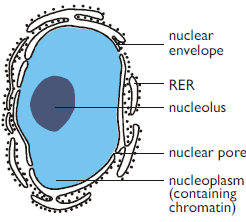 nuclear
envelope
RER
nucleolus
nuclear pore
nucleoplasm
(containing
chromatin)